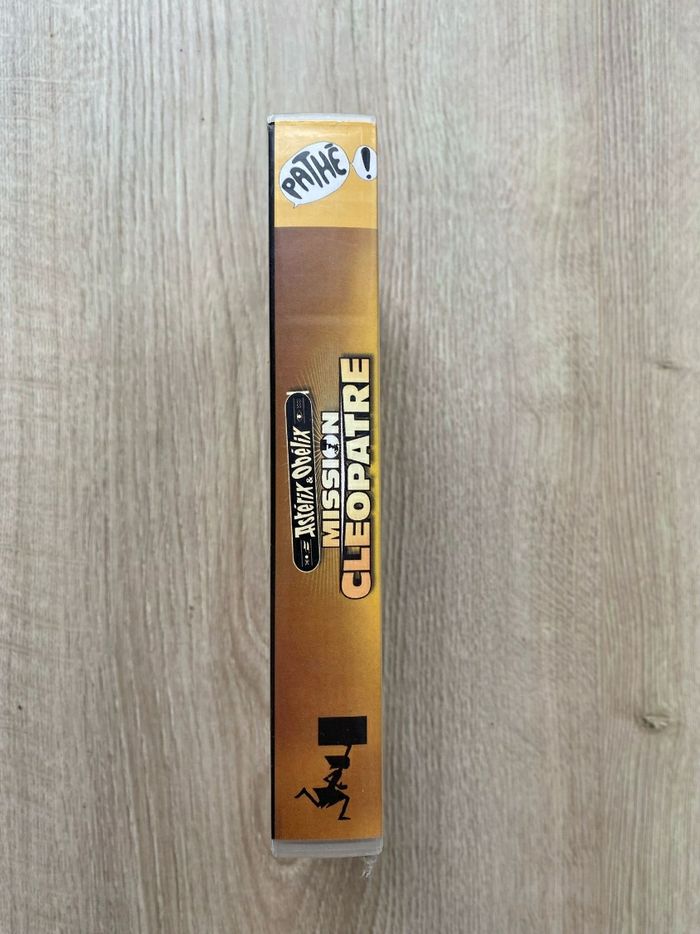 PATHÉ
!
Astérix & Obélix
MISSION
CLEOPATRE